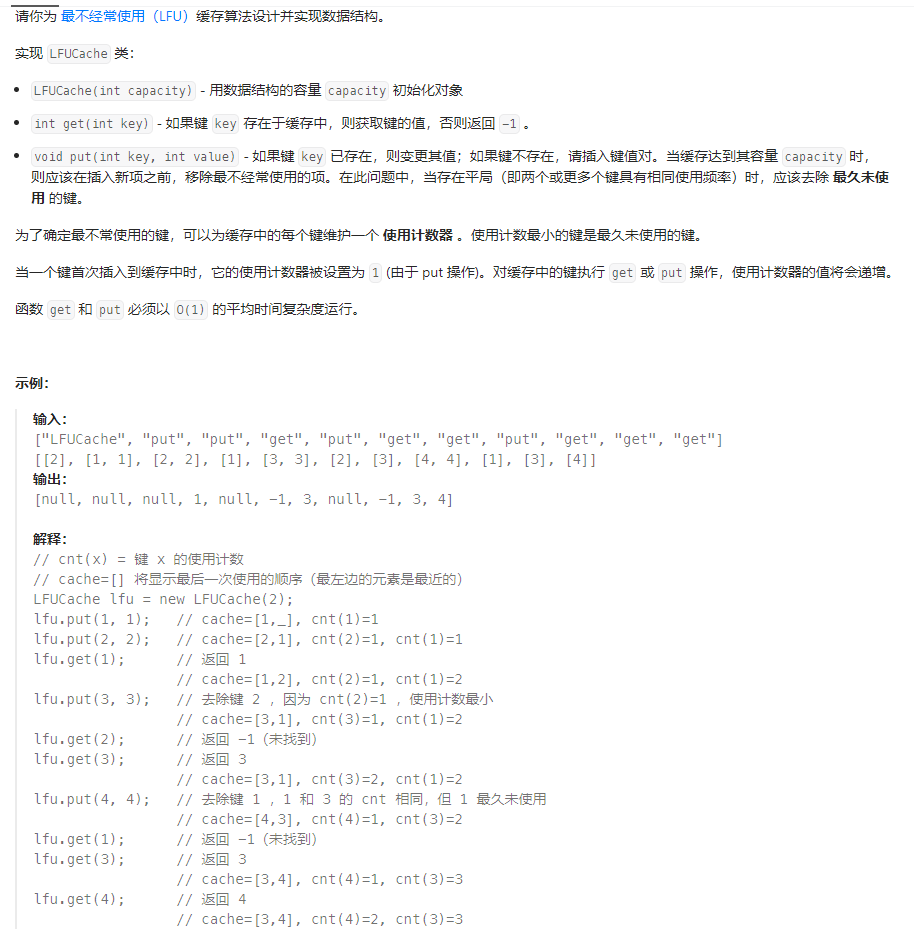 请你为 最不经常使用（LFU）缓存算法设计并实现数据结构。
实现 LFUCache 类：
LFUCache(int capacity) - 用数据结构的容量 capacity 初始化对象
int get(int key) - 如果键 key 存在于缓存中，则获取键的值，否则返回 -1 。
void put(int key, int value) - 如果键 key 已存在，则变更其值；如果键不存在，请插入键值对。当缓存达到其容量 capacity 时，
则应该在插入新项之前，移除最不经常使用的项。在此问题中，当存在平局（即两个或更多个键具有相同使用频率）时，应该去除 最久未使
用 的键。
为了确定最不常使用的键，可以为缓存中的每个键维护一个 使用计数器 。使用计数最小的键是最久未使用的键。
当一个键首次插入到缓存中时，它的使用计数器被设置为 1 (由于 put 操作)。对缓存中的键执行 get 或 put 操作，使用计数器的值将会递增。
函数 get 和 put 必须以 O(1) 的平均时间复杂度运行。
示例：
输入：
["LFUCache", "put", "put", "get", "put", "get", "get", "put", "get", "get", "get"]
[[2], [1, 1], [2, 2], [1], [3, 3], [2], [3], [4, 4], [1], [3], [4]]
输出：
[null, null, null, 1, null, -1, 3, null, -1, 3, 4]
解释：
// cnt(x) = 键 x 的使用计数
// cache=[] 将显示最后一次使用的顺序（最左边的元素是最近的）
LFUCache lfu = new LFUCache(2);
lfu.put(1, 1);   // cache=[1,_], cnt(1)=1
lfu.put(2, 2);   // cache=[2,1], cnt(2)=1, cnt(1)=1
lfu.get(1);      // 返回 1
// cache=[1,2], cnt(2)=1, cnt(1)=2
lfu.put(3, 3);   // 去除键 2 ，因为 cnt(2)=1 ，使用计数最小
// cache=[3,1], cnt(3)=1, cnt(1)=2
lfu.get(2);      // 返回 -1（未找到）
lfu.get(3);      // 返回 3
// cache=[3,1], cnt(3)=2, cnt(1)=2
lfu.put(4, 4);   // 去除键 1 ，1 和 3 的 cnt 相同，但 1 最久未使用
// cache=[4,3], cnt(4)=1, cnt(3)=2
lfu.get(1);      // 返回 -1（未找到）
lfu.get(3);      // 返回 3
// cache=[3,4], cnt(4)=1, cnt(3)=3
lfu.get(4);      // 返回 4
// cache=[3,4], cnt(4)=2, cnt(3)=3